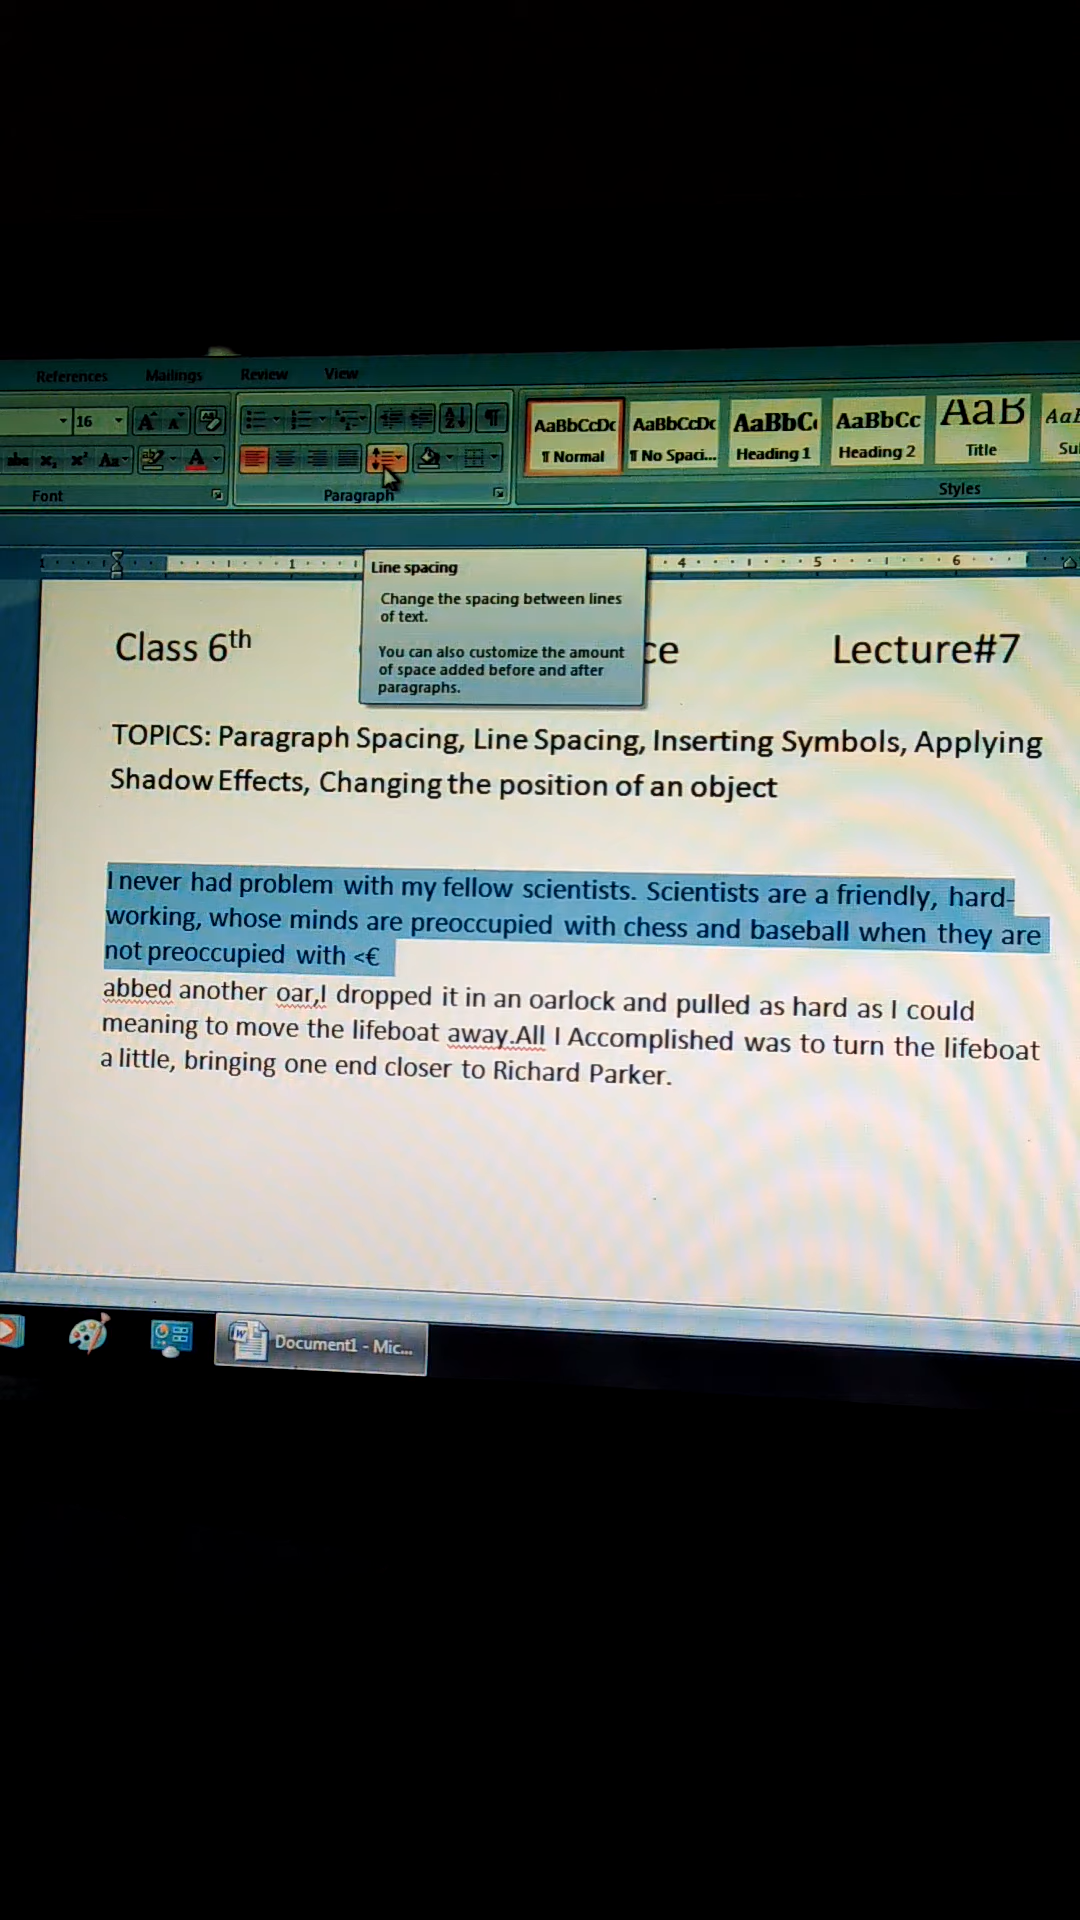 References Mailings Review View
16
AaBbCcDc AaBbCcDc AaBbC AaBbCc AaB
¶ Normal ¶ No Spaci... Heading 1 Heading 2 Title
Font Paragraph Styles
1 4 5 6
Line spacing
Change the spacing between lines
of text.
You can also customize the amount
of space added before and after
paragraphs.
Class 6th Lecture#7
TOPICS: Paragraph Spacing, Line Spacing, Inserting Symbols, Applying
Shadow Effects, Changing the position of an object
I never had problem with my fellow scientists. Scientists are a friendly, hard-
working, whose minds are preoccupied with chess and baseball when they are
not preoccupied with <€
abbed another oar,I dropped it in an oarlock and pulled as hard as I could
meaning to move the lifeboat away.All I Accomplished was to turn the lifeboat
a little, bringing one end closer to Richard Parker.
Document1 - Mic...